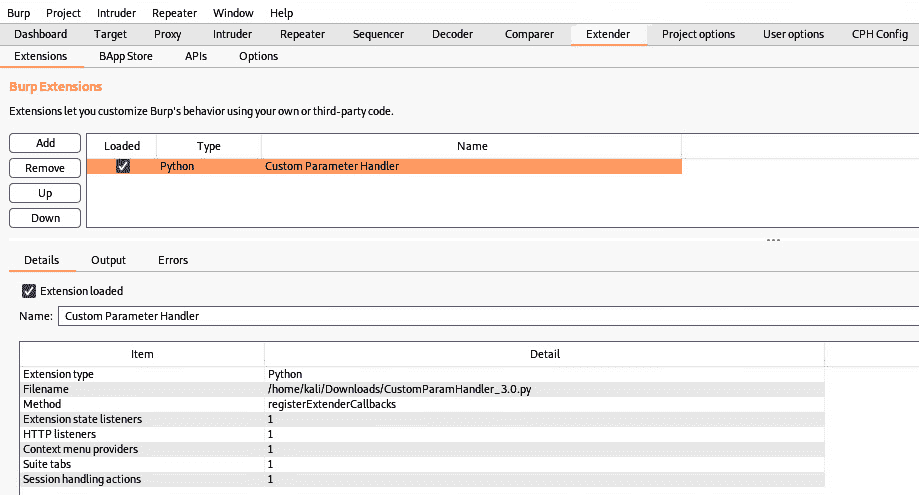 Burp Project Intruder Repeater Window Help
Dashboard Target Proxy Intruder Repeater Sequencer Decoder Comparer Extender Project options User options CPH Config
Extensions BApp Store APIs Options
Burp Extensions
Extensions let you customize Burp's behavior using your own or third-party code.
Add Loaded Type Name
Remove Python Custom Parameter Handler
Up
Down
Details Output Errors
Extension loaded
Name: Custom Parameter Handler
Item Detail
Extension type Python
Filename /home/kali/Downloads/CustomParamHandler_3.0.py
Method registerExtenderCallbacks
Extension state listeners 1
HTTP listeners 1
Context menu providers 1
Suite tabs 1
Session handling actions 1